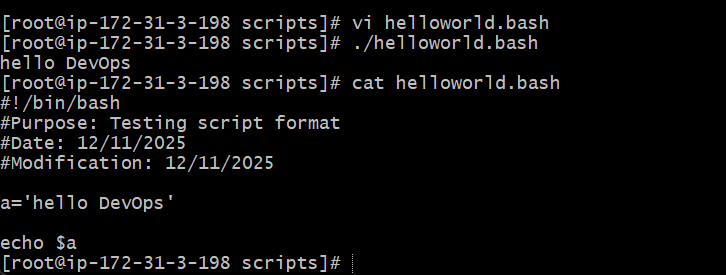 [root@ip-172-31-3-198 scripts]# vi helloworld.bash
[root@ip-172-31-3-198 scripts]# ./helloworld.bash
hello DevOps
[root@ip-172-31-3-198 scripts]# cat helloworld.bash
#!/bin/bash
#Purpose: Testing script format
#Date: 12/11/2025
#Modification: 12/11/2025

a='hello DevOps'

echo $a
[root@ip-172-31-3-198 scripts]#